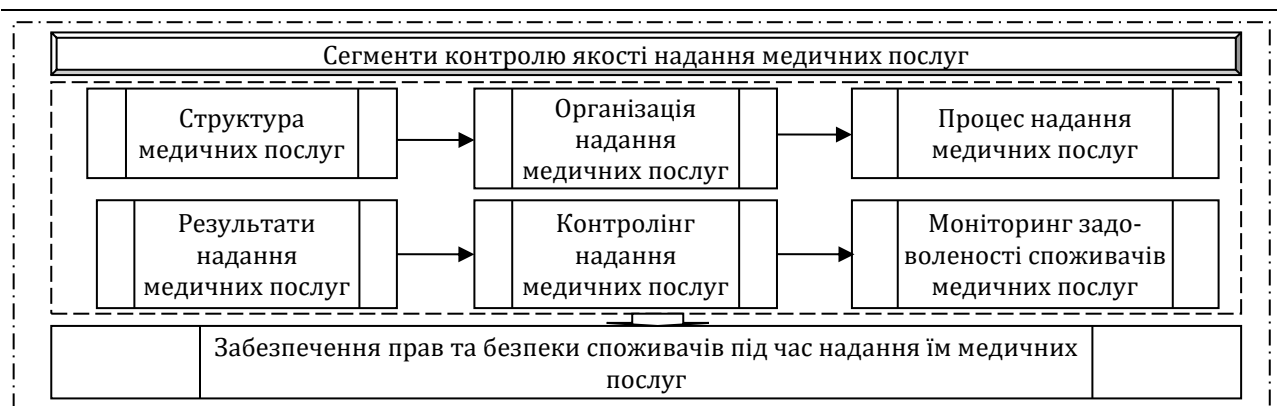 Сегменти контролю якості надання медичних послуг
Структура
медичних послуг
Організація
надання
медичних послуг
Процес надання
медичних послуг
Результати
надання
медичних послуг
Контролінг
надання
медичних послуг
Моніторинг задо-
воленості споживачів
медичних послуг
Забезпечення прав та безпеки споживачів під час надання їм медичних
послуг